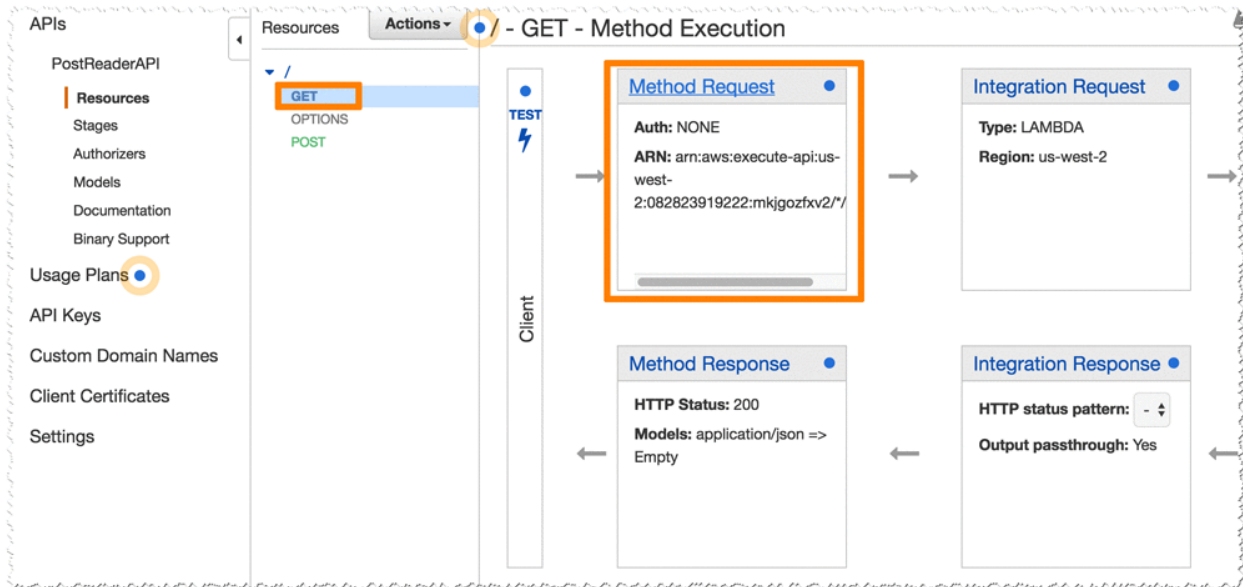 APIs
PostReaderAPI
Resources
Stages
Authorizers
Models
Documentation
Binary Support
Usage Plans
API Keys
Custom Domain Names
Client Certificates
Settings
Resources
Actions
/
GET
OPTIONS
POST
/ - GET - Method Execution
TEST
Client
Method Request
Auth: NONE
ARN: arn:aws:execute-api:us-
west-
2:082823919222:mkjgozfxv2/*/
Integration Request
Type: LAMBDA
Region: us-west-2
Method Response
HTTP Status: 200
Models: application/json =>
Empty
Integration Response
HTTP status pattern: -
Output passthrough: Yes